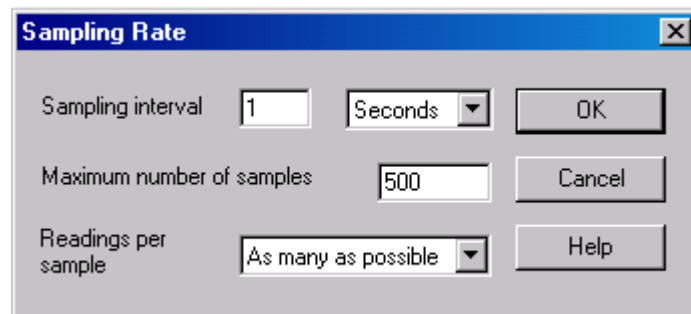 Sampling Rate
Sampling interval 1 Seconds OK
Maximum number of samples 500 Cancel
Readings per
sample As many as possible Help